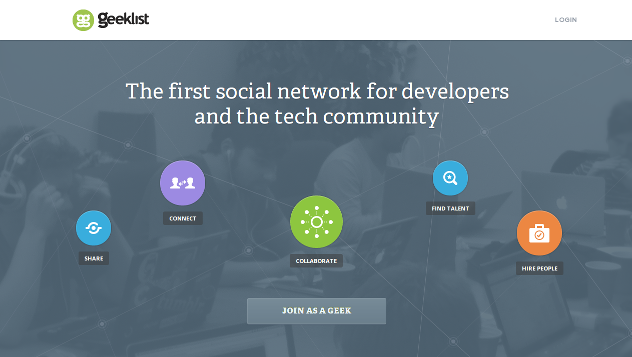 geeklist
LOGIN
The first social network for developers
and the tech community
CONNECT
FIND TALENT
SHARE
COLLABORATE
HIRE PEOPLE
JOIN AS A GEEK